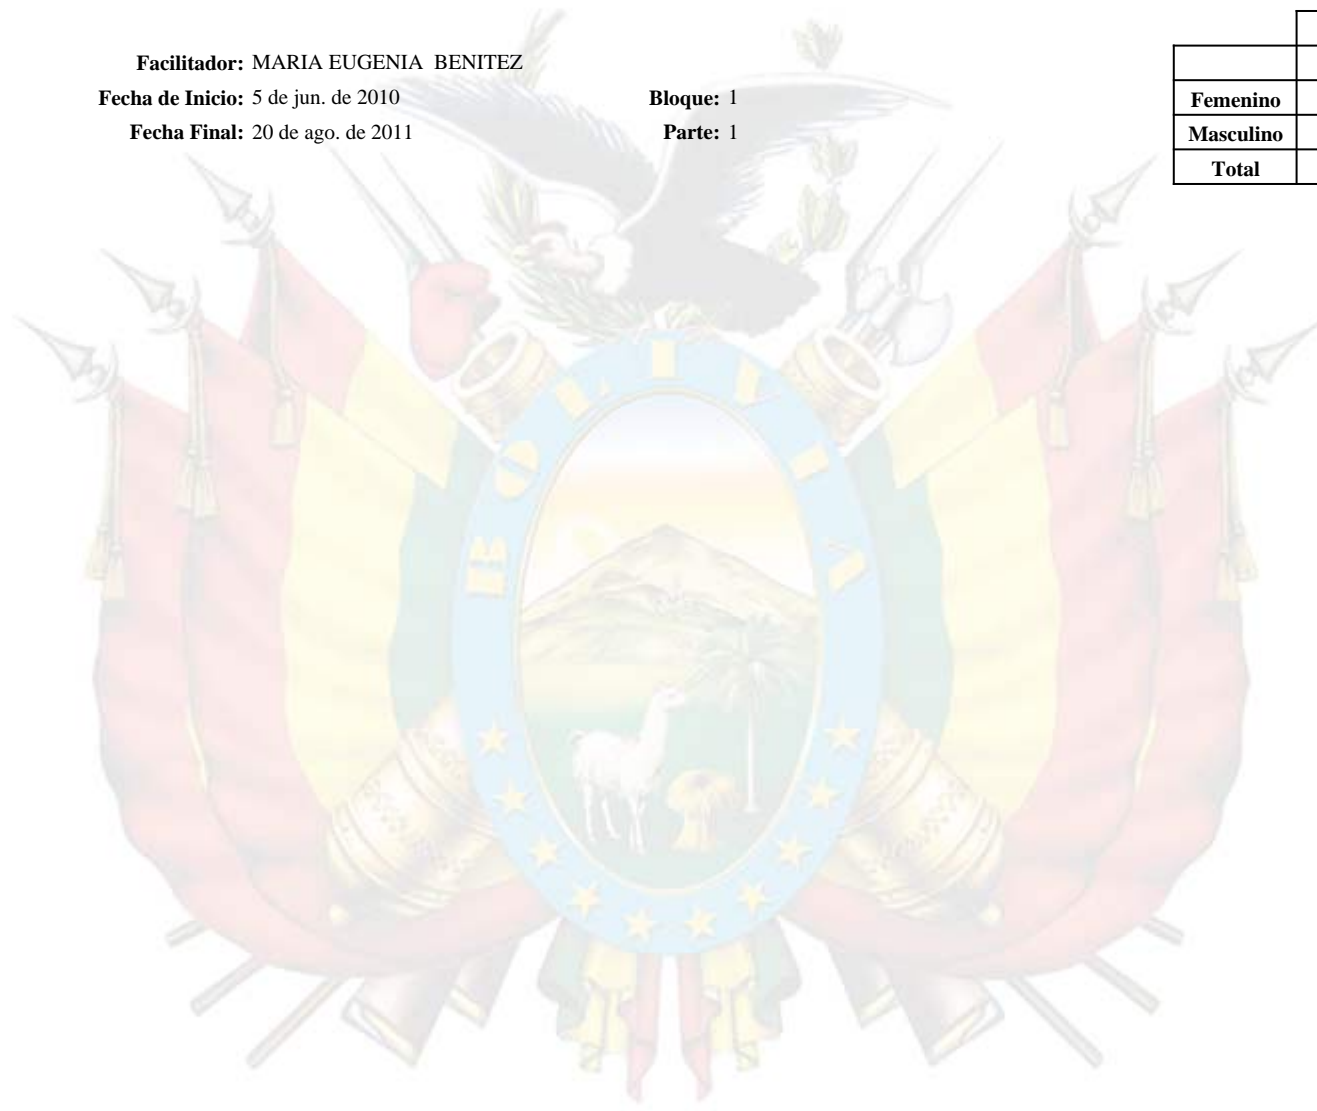 Facilitador: MARIA EUGENIA BENITEZ
Fecha de Inicio: 5 de jun. de 2010 Bloque: 1
Fecha Final: 20 de ago. de 2011 Parte: 1
Femenino
Masculino
Total
BOLIVIA